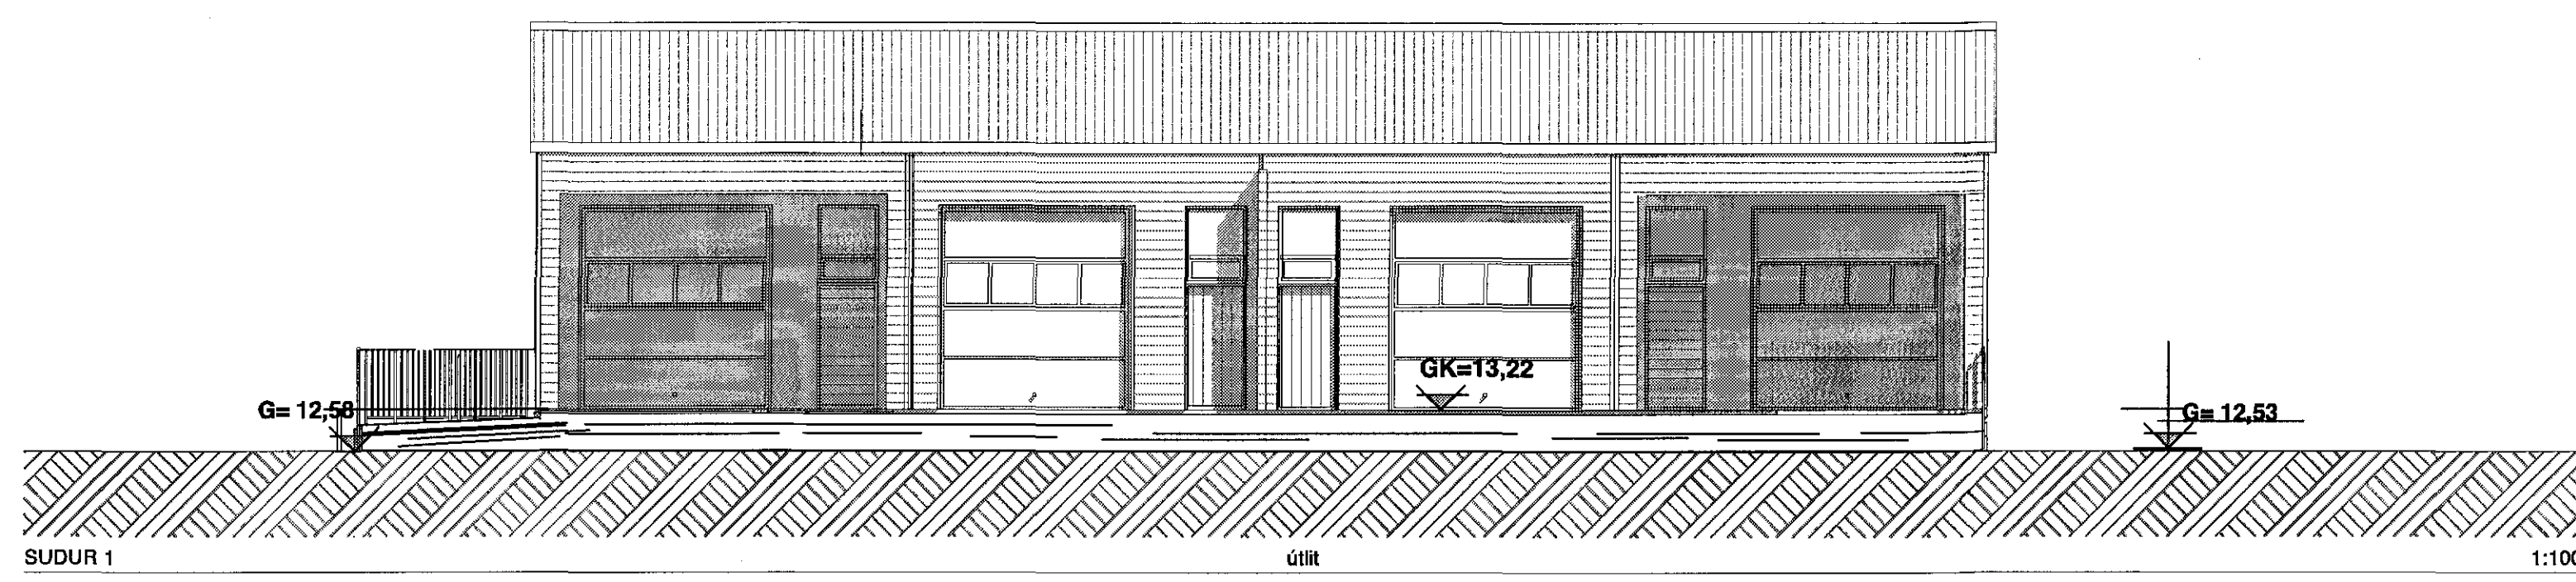 GK=13,22
G= 12,58
G= 12,53
SUDUR 1
útlit
1:100